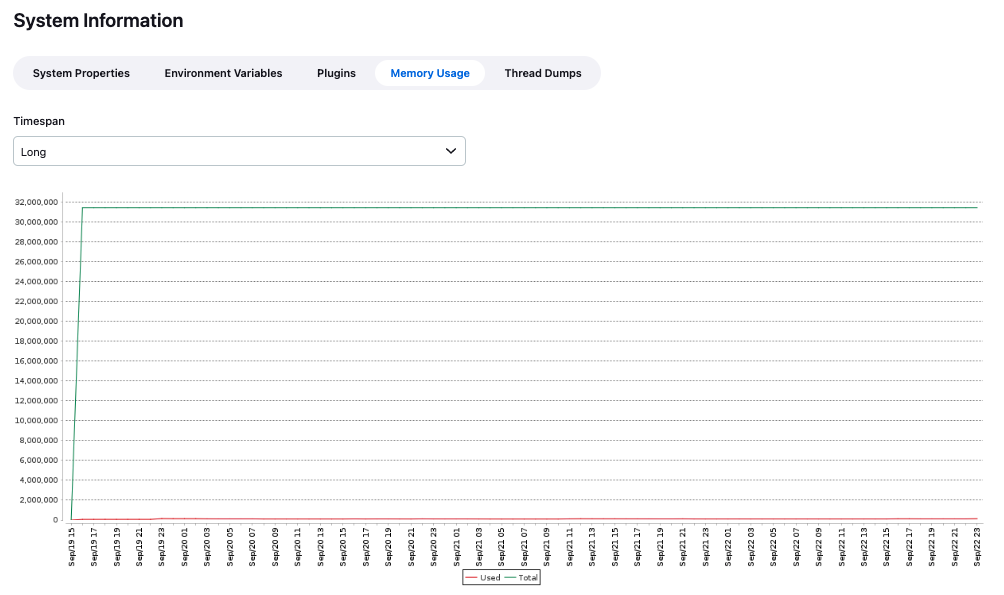 System Information
System Properties Environment Variables Plugins Memory Usage Thread Dumps
Timespan
Long
32,000,000
30,000,000
28,000,000
26,000,000
24,000,000
22,000,000
20,000,000
18,000,000
16,000,000
14,000,000
12,000,000
10,000,000
8,000,000
6,000,000
4,000,000
2,000,000
0
Sep/19 15
Sep/19 17
Sep/19 19
Sep/19 21
Sep/19 23
Sep/20 01
Sep/20 03
Sep/20 05
Sep/20 07
Sep/20 09
Sep/20 11
Sep/20 13
Sep/20 15
Sep/20 17
Sep/20 19
Sep/20 21
Sep/20 23
Sep/21 01
Sep/21 03
Sep/21 05
Sep/21 07
Sep/21 09
Sep/21 11
Sep/21 13
Sep/21 15
Sep/21 17
Sep/21 19
Sep/21 21
Sep/21 23
Sep/22 01
Sep/22 03
Sep/22 05
Sep/22 07
Sep/22 09
Sep/22 11
Sep/22 13
Sep/22 15
Sep/22 17
Sep/22 19
Sep/22 21
Sep/22 23
Used Total